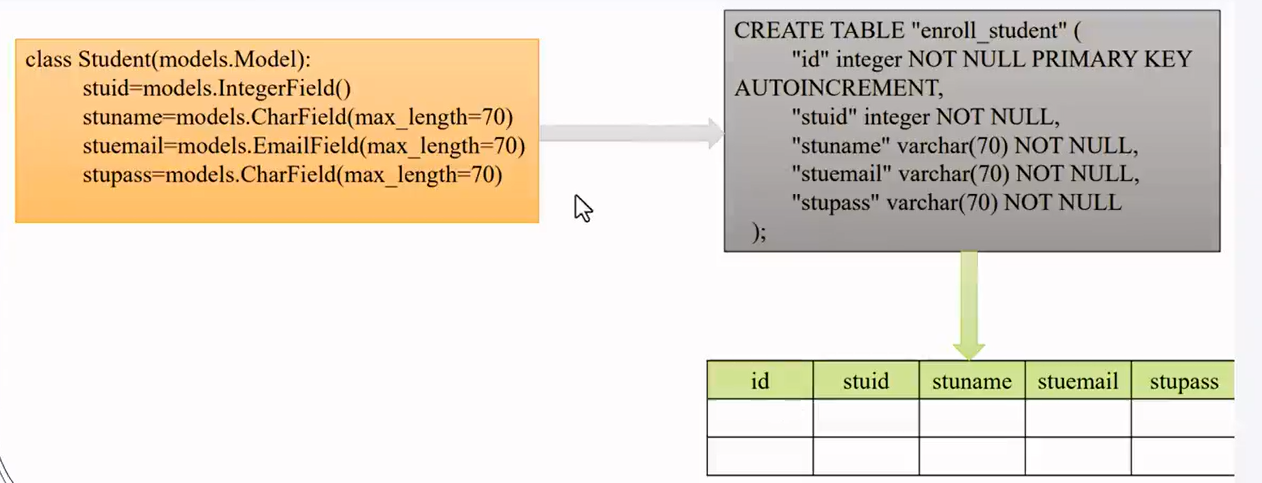 class Student(models.Model):
stuid=models.IntegerField()
stuname=models.CharField(max_length=70)
stuemail=models.EmailField(max_length=70)
stupass=models.CharField(max_length=70)
CREATE TABLE "enroll_student" (
"id" integer NOT NULL PRIMARY KEY
AUTOINCREMENT,
"stuid" integer NOT NULL,
"stuname" varchar(70) NOT NULL,
"stuemail" varchar(70) NOT NULL,
"stupass" varchar(70) NOT NULL
);
id stuid stuname stuemail stupass